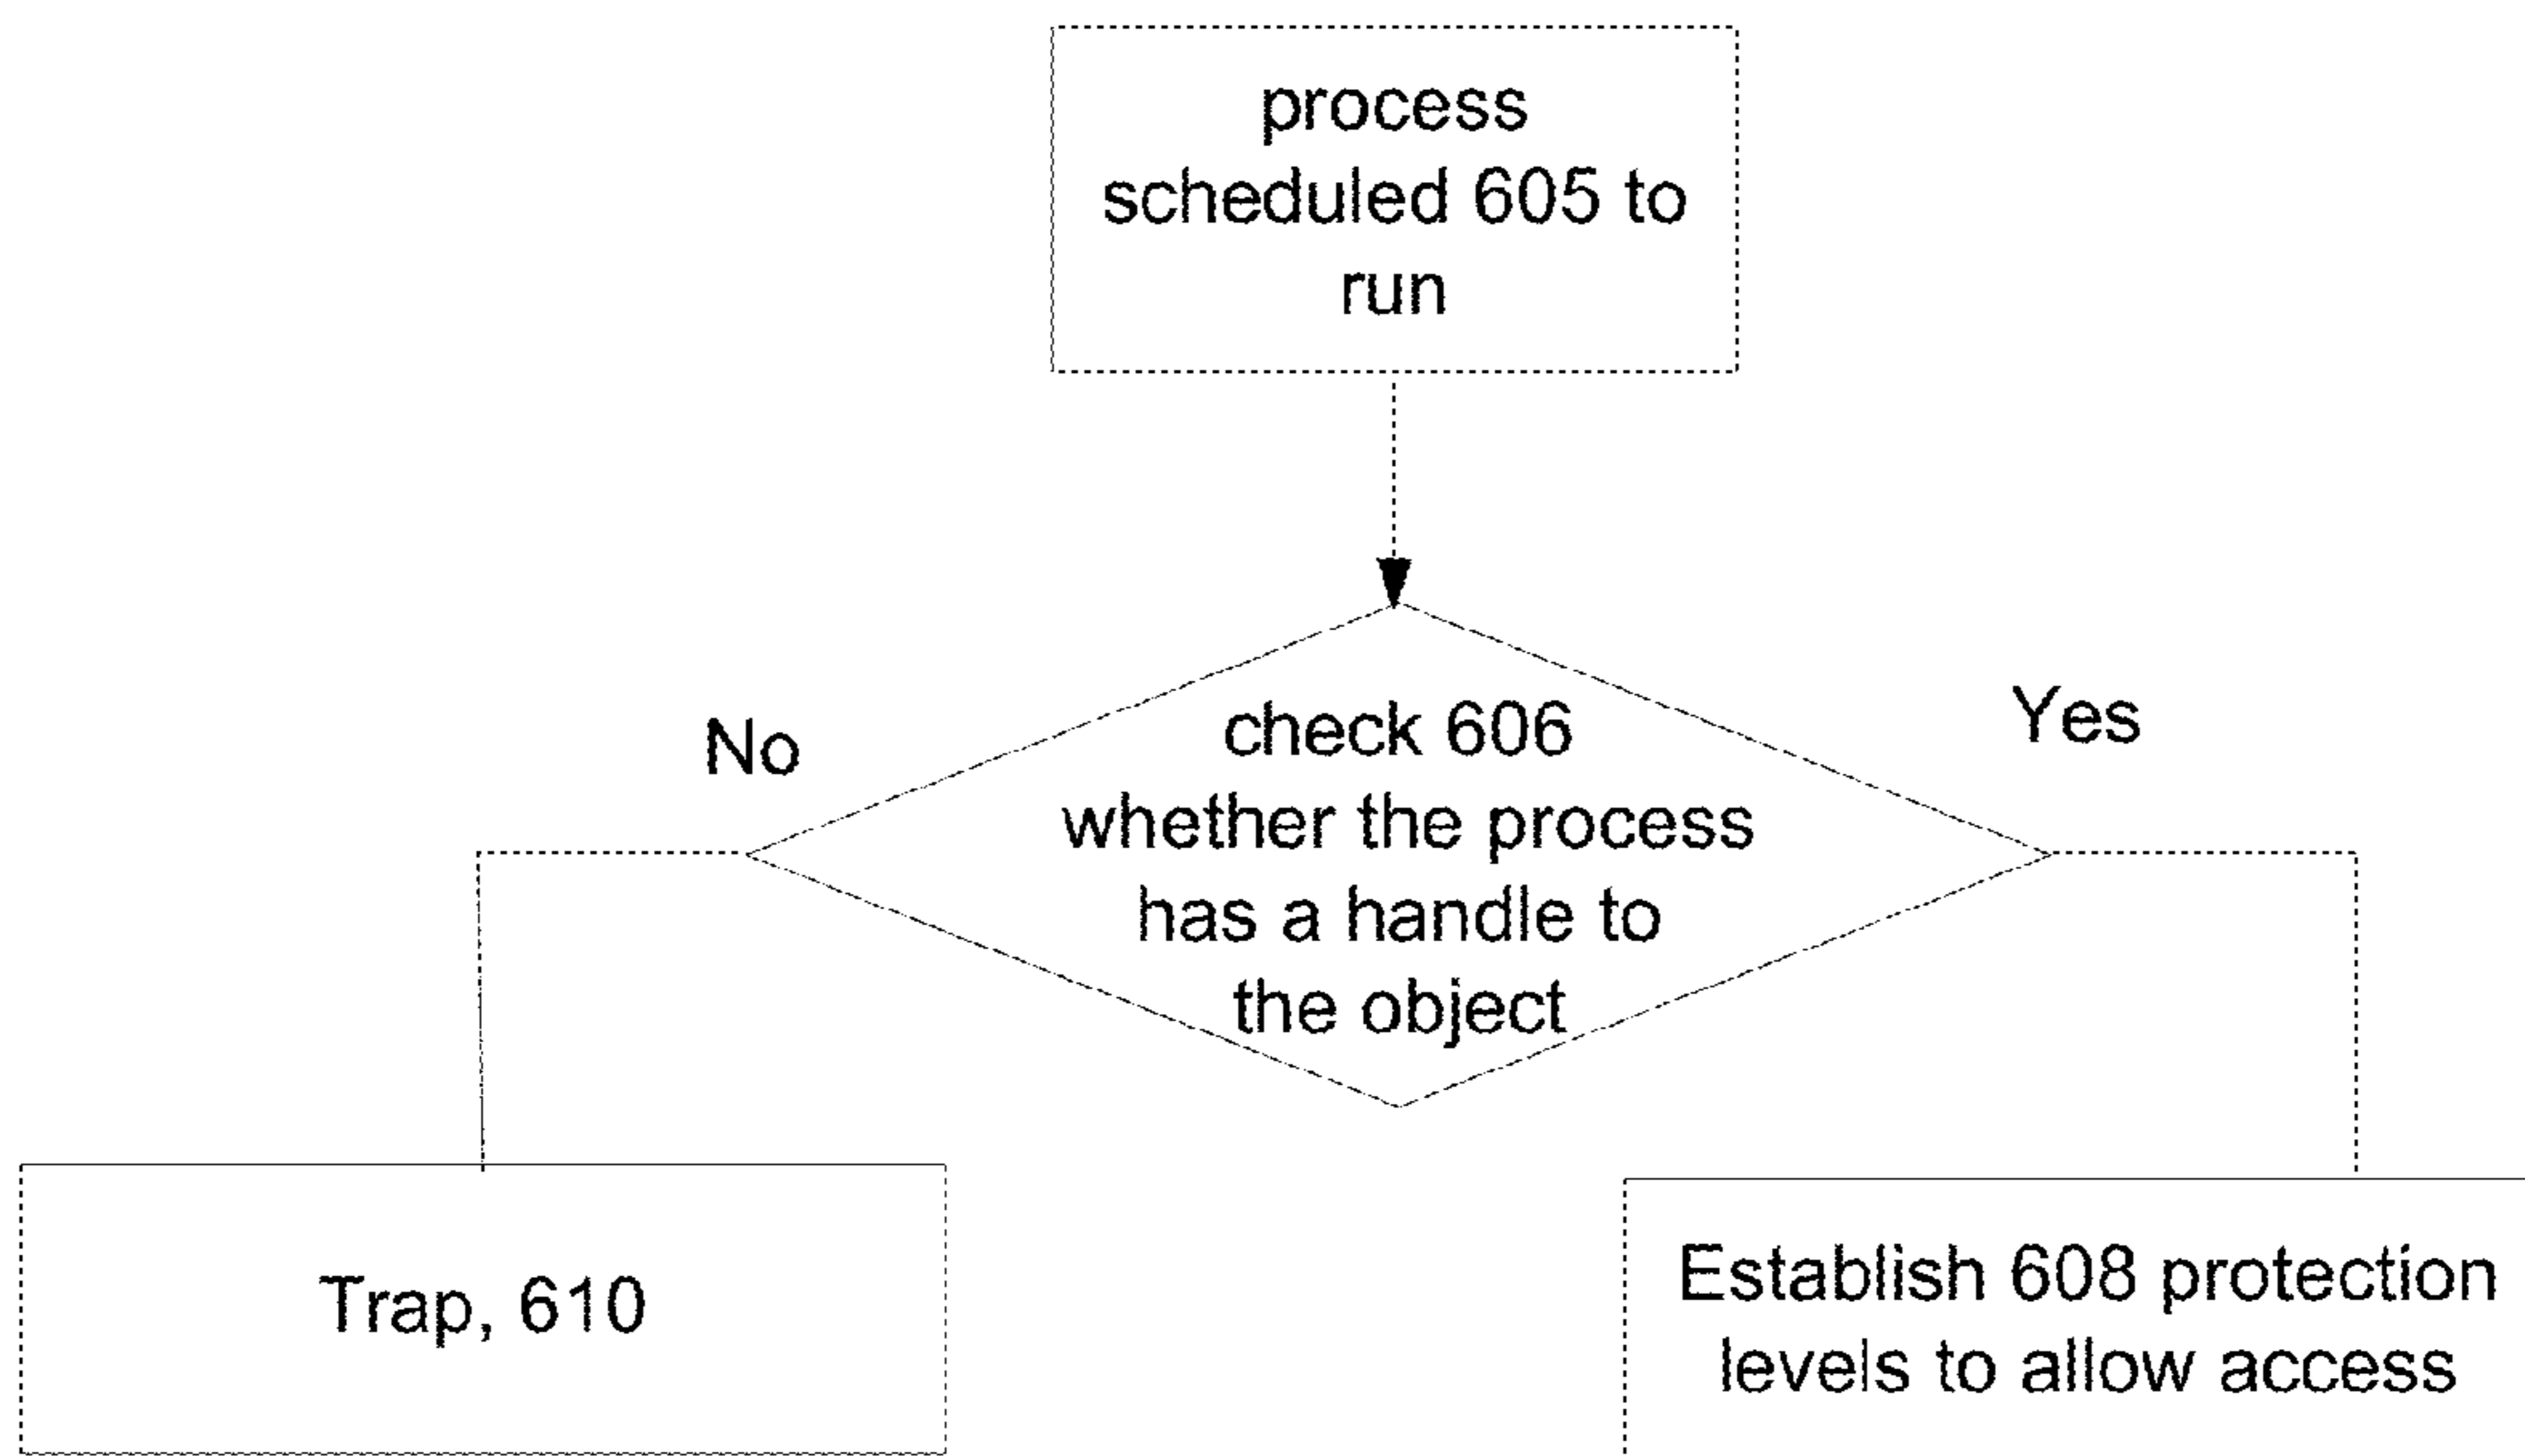 process
scheduled 605 to
run
No
Yes
check 606
whether the process
has a handle to
the object
Trap, 610
Establish 608 protection
levels to allow access